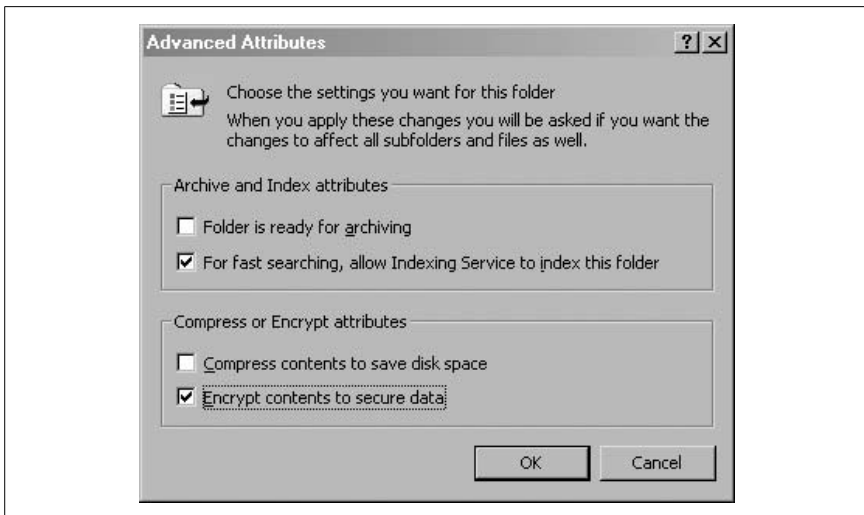 Advanced Attributes
Choose the settings you want for this folder
When you apply these changes you will be asked if you want the
changes to affect all subfolders and files as well.
Archive and Index attributes
Folder is ready for archiving
For fast searching, allow Indexing Service to index this folder
Compress or Encrypt attributes
Compress contents to save disk space
Encrypt contents to secure data
OK Cancel